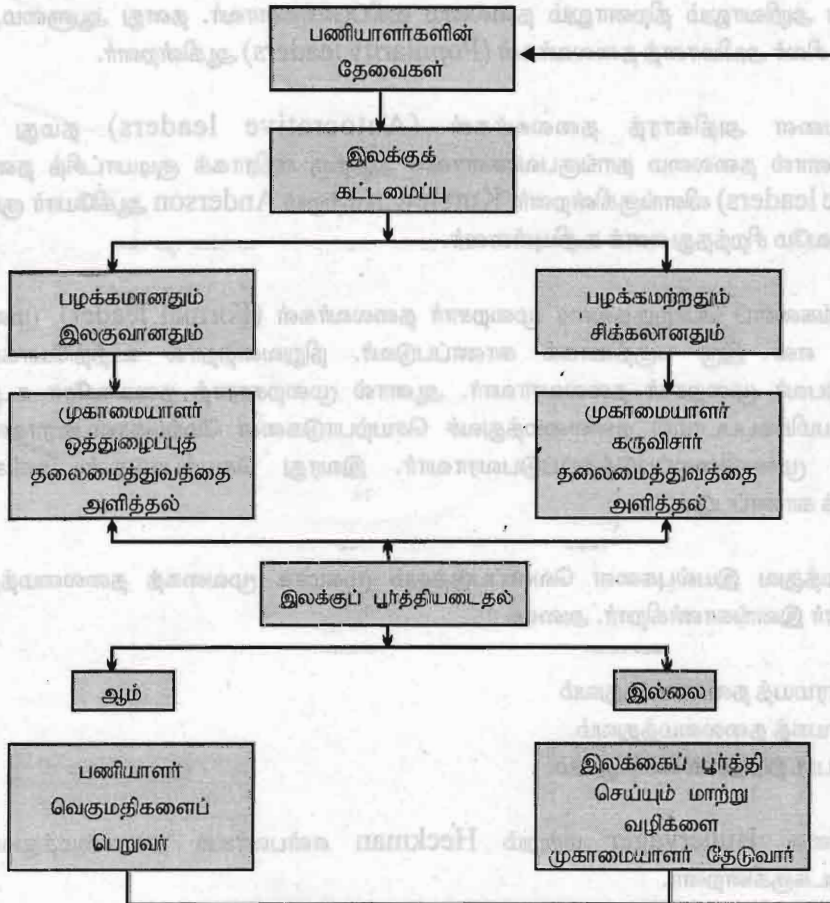 பணியாளர்களின்
தேவைகள்
இலக்குக்
கட்டமைப்பு
பழக்கமானதும்
இலகுவானதும்
பழக்கமற்றதும்
சிக்கலானதும்
முகாமையாளர்
ஒத்துழைப்புத்
தலைமைத்துவத்தை
அளித்தல்
முகாமையாளர்
கருவிசார்
தலைமைத்துவத்தை
அளித்தல்
இலக்குப் பூர்த்தியடைதல்
ஆம்
இல்லை
பணியாளர்
வெகுமதிகளைப்
பெறுவர்
இலக்கைப் பூர்த்தி
செய்யும் மாற்று
வழிகளை
முகாமையாளர் தேடுவார்